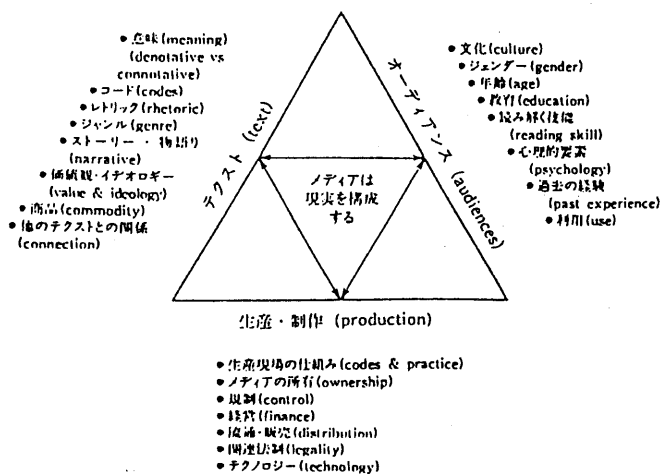 ● 意味(meaning)
(denotative vs
connotative)
● コード(codes)
● レトリック(rhetoric)
● ジャンル(genre)
● ストーリー・物語り
(narrative)
● 価値観・イデオロギー
(value & ideology)
● 商品(commodity)
● 他のテクストとの関係
(connection)
テクスト (text)
オーディアンス (audiences)
● 文化(culture)
● ジェンダー(gender)
● 年齢(age)
● 教育(education)
● 読み解く技能
(reading skill)
● 心理的要素
(psychology)
● 過去の経験
(past experience)
● 利用(use)
メディアは
現実を構成
する
生産・制作 (production)
● 生産現場の仕組み(codes & practice)
● メディアの所有(ownership)
● 規制(control)
● 経営(finance)
● 流通・販売(distribution)
● 関連法制(legality)
● テクノロジー(technology)